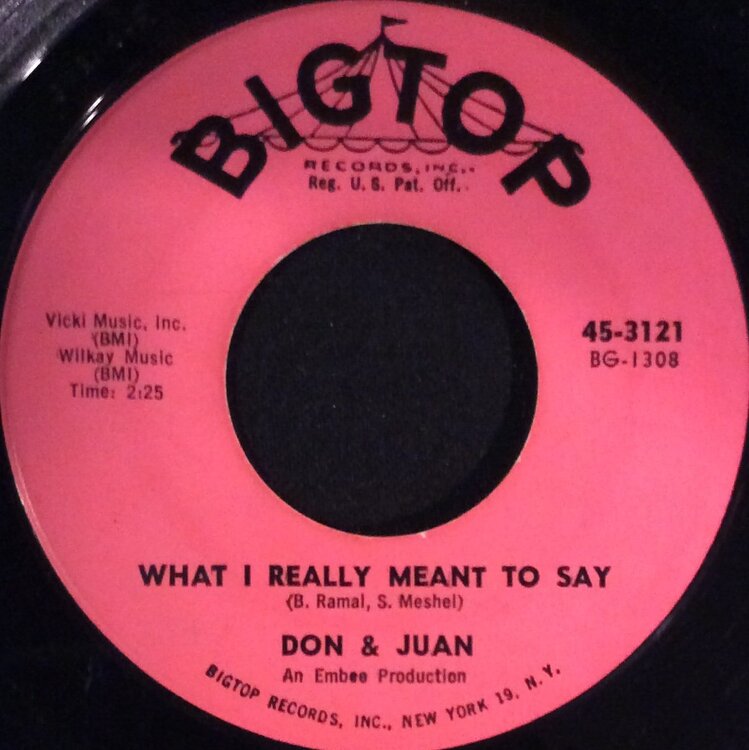 BIGTOP
RECORDS, INC.
Reg. U. S. Pat. Off.
Vicki Music, Inc.
(BMI)
Wilkay Music
(BMI)
Time: 2:25
45-3121
BG-1308
WHAT I REALLY MEANT TO SAY
(B. Ramal, S. Meshel)
DON & JUAN
An Embee Production
BIGTOP RECORDS, INC., NEW YORK 19, N. Y.